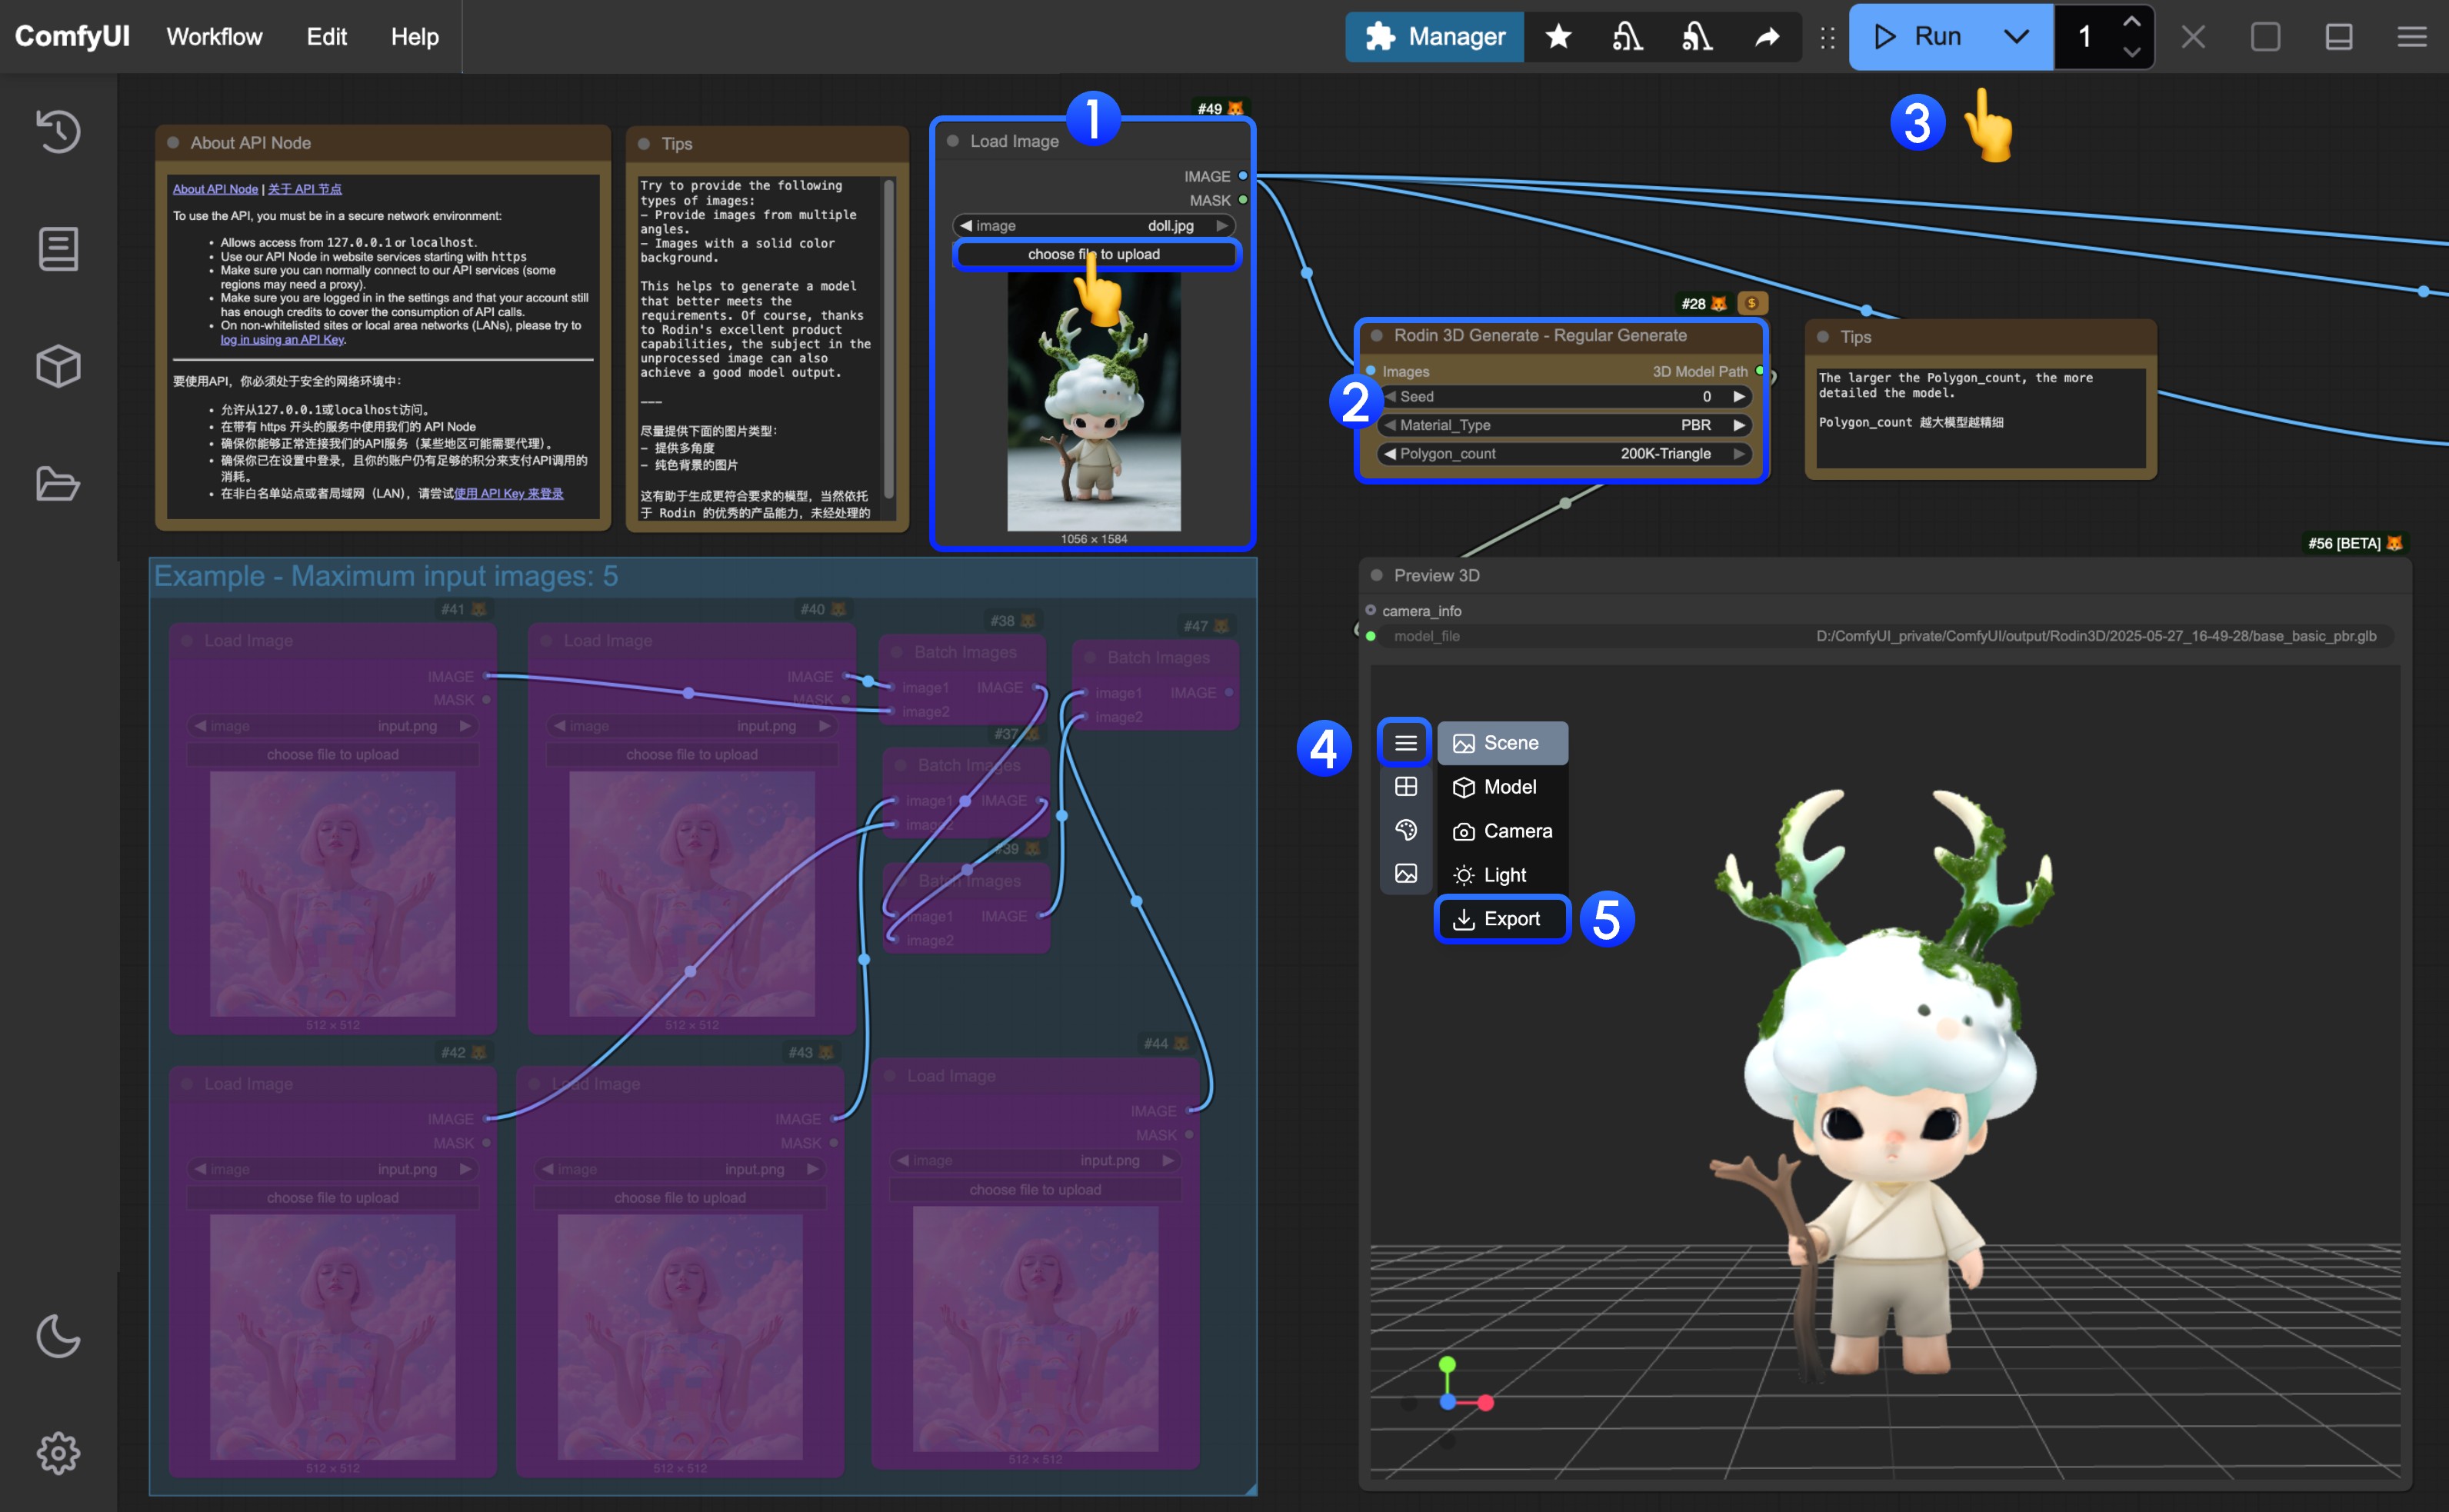 ComfyUI
Workflow
Edit
Help
Manager
Run
1
3
About API Node
About API Node | 关于 API 节点
To use the API, you must be in a secure network environment:
• Allows access from 127.0.0.1 or localhost.
• Use our API Node in website services starting with https
• Make sure you can normally connect to our API services (some
regions may need a proxy).
• Make sure you are logged in in the settings and that your account still
has enough credits to cover the consumption of API calls.
• On non-whitelisted sites or local area networks (LANs), please try to
log in using an API Key.
要使用API，你必须处于安全的网络环境中：
• 允许从127.0.0.1或localhost访问。
• 在带有 https 开头的服务中使用我们的 API Node
• 确保你能够正常连接我们的API服务（某些地区可能需要代理）。
• 确保你已在设置中登录，且你的账户仍有足够的积分来支付API调用的
消耗。
• 在非白名单站点或者局域网（LAN），请尝试使用 API Key 来登录
Tips
Try to provide the following
types of images:
- Provide images from multiple
angles.
- Images with a solid color
background.
This helps to generate a model
that better meets the
requirements. Of course, thanks
to Rodin's excellent product
capabilities, the subject in the
unprocessed image can also
achieve a good model output.
———
尽量提供下面的图片类型：
- 提供多角度
- 纯色背景的图片
这有助于生成更符合要求的模型，当然依托
于 Rodin 的优秀的产品能力，未经处理的
#49
1
Load Image
IMAGE
MASK
image doll.jpg
choose file to upload
1056 × 1584
#28
Rodin 3D Generate - Regular Generate
Images 3D Model Path
2
Seed 0
Material_Type PBR
Polygon_count 200K-Triangle
Tips
The larger the Polygon_count, the more
detailed the model.
Polygon_count 越大模型越精细
Example - Maximum input images: 5
#41
Load Image
IMAGE
MASK
image input.png
choose file to upload
512 × 512
#40
Load Image
IMAGE
MASK
image input.png
choose file to upload
512 × 512
#38
Batch Images
image1 IMAGE
image2
#47
Batch Images
image1 IMAGE
image2
#37
Batch Images
image1 IMAGE
image2
#39
Batch Images
image1 IMAGE
image2
#42
Load Image
IMAGE
MASK
image input.png
choose file to upload
512 × 512
#43
Load Image
IMAGE
MASK
image input.png
choose file to upload
512 × 512
#44
Load Image
IMAGE
MASK
image input.png
choose file to upload
512 × 512
#56 [BETA]
Preview 3D
camera_info
model_file D:/ComfyUI_private/ComfyUI/output/Rodin3D/2025-05-27_16-49-28/base_basic_pbr.glb
4
Scene
Model
Camera
Light
Export
5